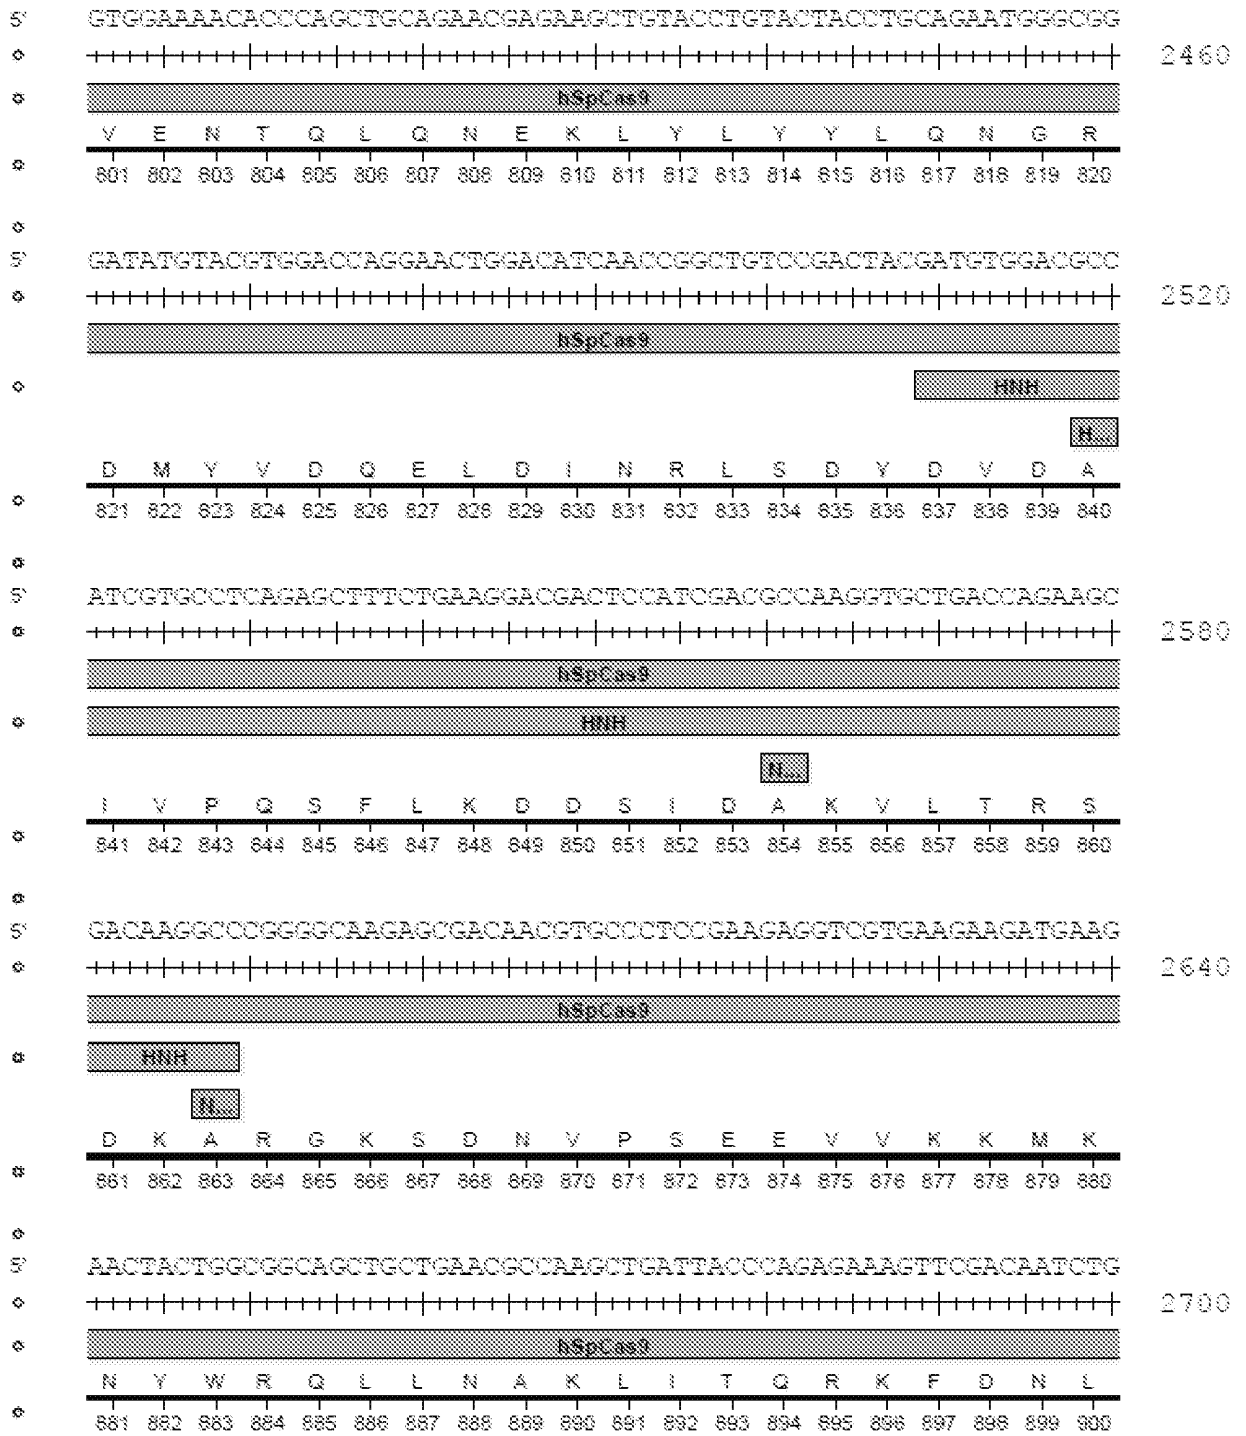 5' GTGGAAAACACCCAGCTGCAGAACGAGAAGCTGTACCTGTACTACCTGCAGAATGGGCGG
2460
hSpCas9
V E N T Q L Q N E K L Y L Y Y L Q N G R
801 802 803 804 805 806 807 808 809 810 811 812 813 814 815 816 817 818 819 820
5' GATATGTACGTGGACCAGGAACTGGACATCAACCGGCTGTCCGACTACGATGTGGACGCC
2520
hSpCas9
HNH
H...
D M Y V D Q E L D I N R L S D Y D V D A
821 822 823 824 825 826 827 828 829 830 831 832 833 834 835 836 837 838 839 840
5' ATCGTGCCTCAGAGCTTTCTGAAGGACGACTCCATCGACGCCAAGGTGCTGACCAGAAGC
2580
hSpCas9
HNH
N...
I V P Q S F L K D D S I D A K V L T R S
841 842 843 844 845 846 847 848 849 850 851 852 853 854 855 856 857 858 859 860
5' GACAAGGCCCGGGGCAAGAGCGACAACGTGCCCTCCGAAGAGGTCGTGAAGAAGATGAAG
2640
hSpCas9
HNH
N...
D K A R G K S D N V P S E E V V K K M K
861 862 863 864 865 866 867 868 869 870 871 872 873 874 875 876 877 878 879 880
5' AACTACTGGCGGCAGCTGCTGAACGCCAAGCTGATTACCCAGAGAAAGTTCGACAATCTG
2700
hSpCas9
N Y W R Q L L N A K L I T Q R K F D N L
881 882 883 884 885 886 887 888 889 890 891 892 893 894 895 896 897 898 899 900